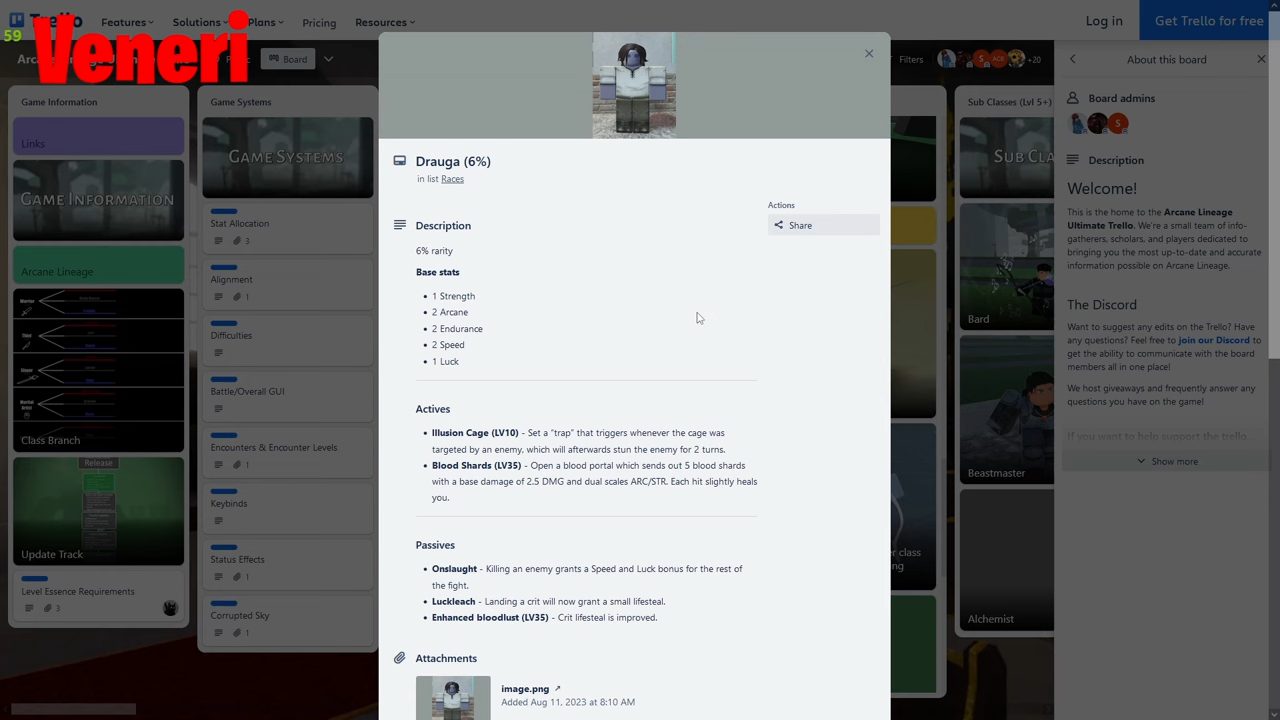 Trello
Features
Solutions
Plans
Pricing
Resources
Log in
Get Trello for free
59
Veneri
Board
Filters
+20
About this board
Game Information
Links
GAME INFORMATION
Arcane Lineage
Class Branch
Release
Update Track
Level Essence Requirements
3
Game Systems
GAME SYSTEMS
Stat Allocation
3
Alignment
1
Difficulties
Battle/Overall GUI
Encounters & Encounter Levels
1
Keybinds
Status Effects
1
Corrupted Sky
1
Drauga (6%)
in list Races
Actions
Share
Description
6% rarity
Base stats
• 1 Strength
• 2 Arcane
• 2 Endurance
• 2 Speed
• 1 Luck
Actives
• Illusion Cage (LV10) - Set a "trap" that triggers whenever the cage was
targeted by an enemy, which will afterwards stun the enemy for 2 turns.
• Blood Shards (LV35) - Open a blood portal which sends out 5 blood shards
with a base damage of 2.5 DMG and dual scales ARC/STR. Each hit slightly heals
you.
Passives
• Onslaught - Killing an enemy grants a Speed and Luck bonus for the rest of
the fight.
• Luckleach - Landing a crit will now grant a small lifesteal.
• Enhanced bloodlust (LV35) - Crit lifesteal is improved.
Attachments
image.png ↗
Added Aug 11, 2023 at 8:10 AM
Sub Classes (Lvl 5+)
SUB CLA
Bard
Beastmaster
Alchemist
Board admins
Description
Welcome!
This is the home to the Arcane Lineage
Ultimate Trello. We're a small team of info-
gatherers, scholars, and players dedicated to
bringing you the most up-to-date and accurate
information possible on Arcane Lineage.
The Discord
Want to suggest any edits on the Trello? Have
any questions? Feel free to join our Discord to
get the ability to communicate with the board
members all in one place!
We host giveaways and frequently answer any
questions you have on the game!
If you want to help support the trello,
Show more